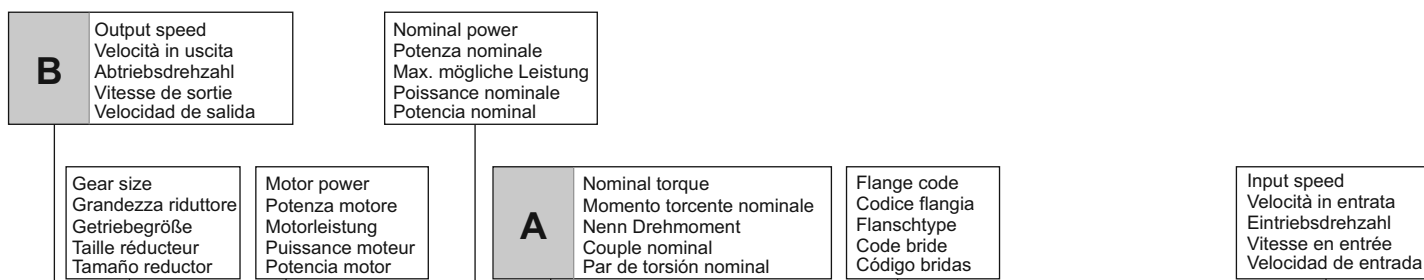 B
Output speed
Velocità in uscita
Abtriebsdrehzahl
Vitesse de sortie
Velocidad de salida
Nominal power
Potenza nominale
Max. mögliche Leistung
Poissance nominale
Potencia nominal
Gear size
Grandezza riduttore
Getriebegröße
Taille réducteur
Tamaño reductor
Motor power
Potenza motore
Motorleistung
Puissance moteur
Potencia motor
A
Nominal torque
Momento torcente nominale
Nenn Drehmoment
Couple nominal
Par de torsión nominal
Flange code
Codice flangia
Flanschtype
Code bride
Código bridas
Input speed
Velocità in entrata
Eintriebsdrehzahl
Vitesse en entrée
Velocidad de entrada